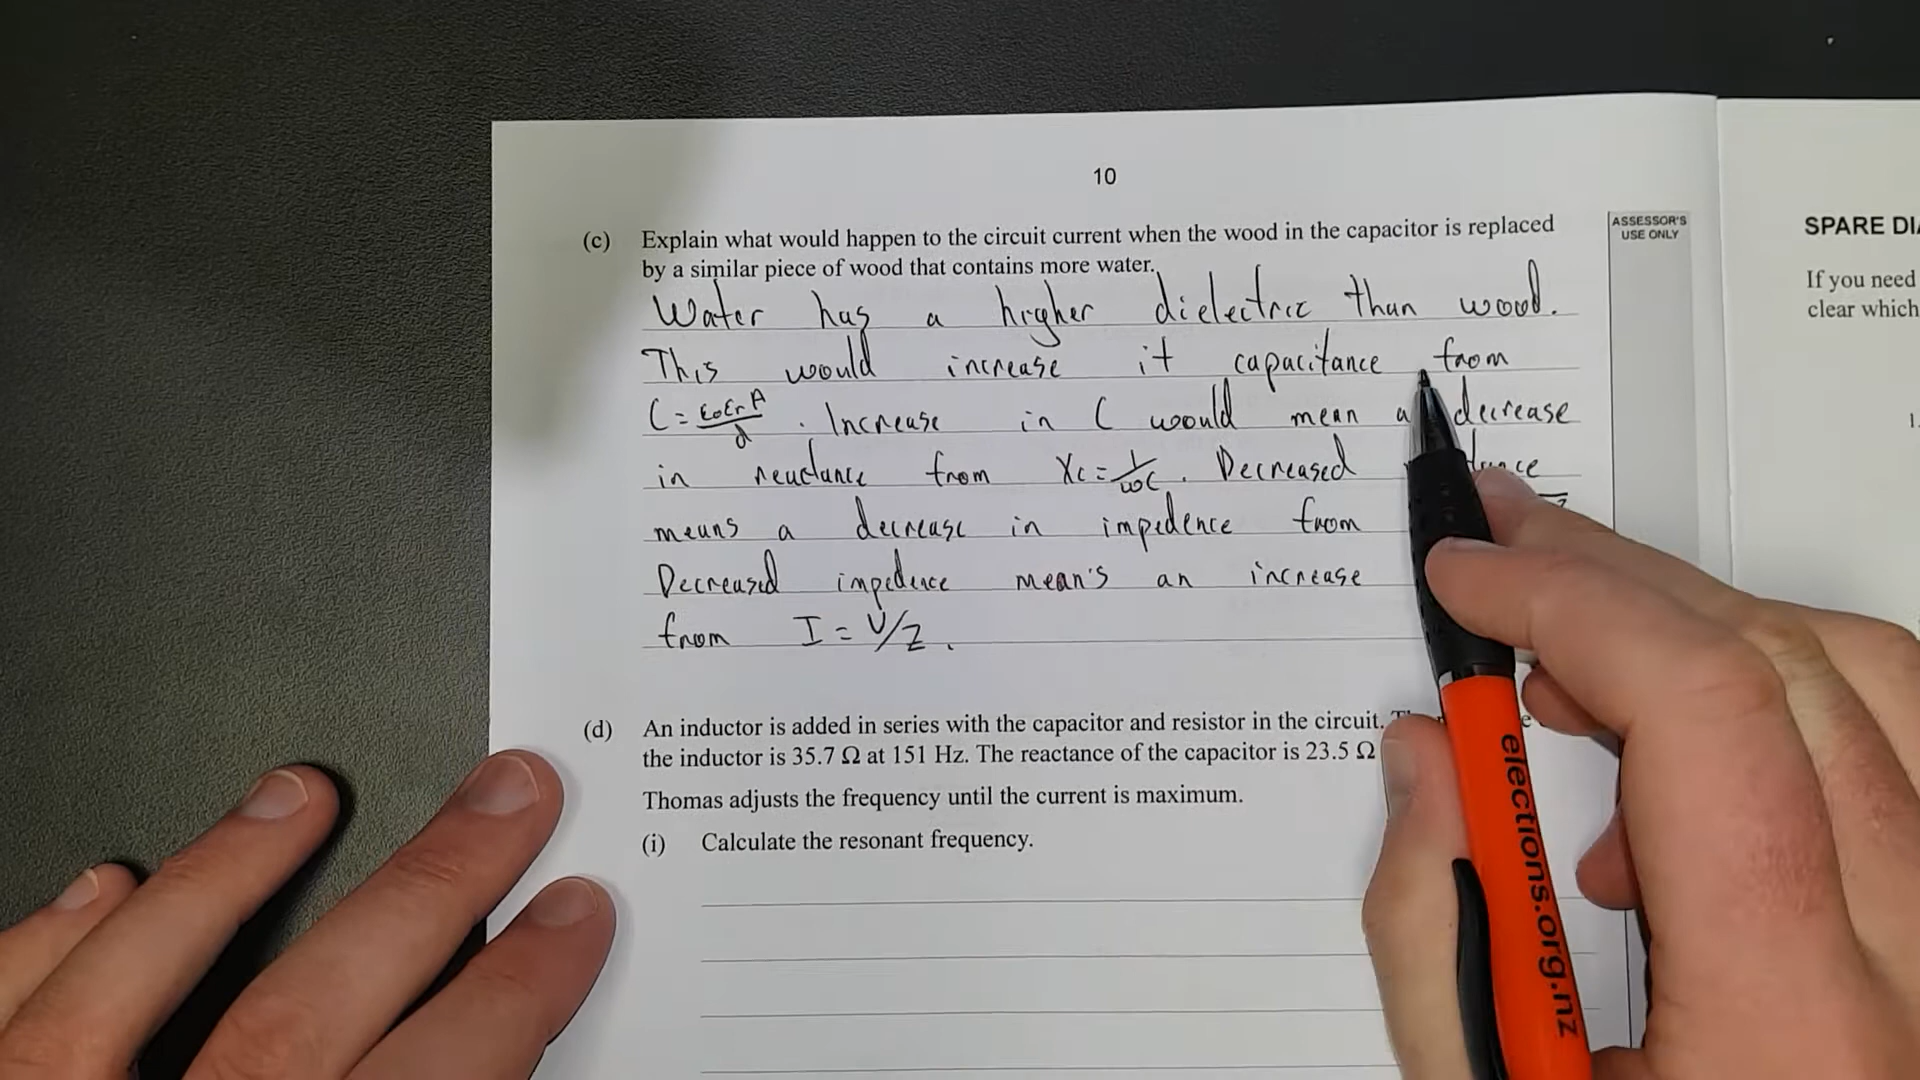 10
(c) Explain what would happen to the circuit current when the wood in the capacitor is replaced
by a similar piece of wood that contains more water.
Water has a higher dielectric than wood.
This would increase it capacitance from
C = ε₀εrA/d . Increase in C would mean a decrease
in reactance from Xc = 1/ωC . Decreased
means a decrease in impedence from
Decreased impedence mean's an increase
from I = V/Z .
(d) An inductor is added in series with the capacitor and resistor in the circuit.
the inductor is 35.7 Ω at 151 Hz. The reactance of the capacitor is 23.5 Ω
Thomas adjusts the frequency until the current is maximum.
(i) Calculate the resonant frequency.
ASSESSOR'S
USE ONLY
SPARE
If you need
clear which
elections.org.nz